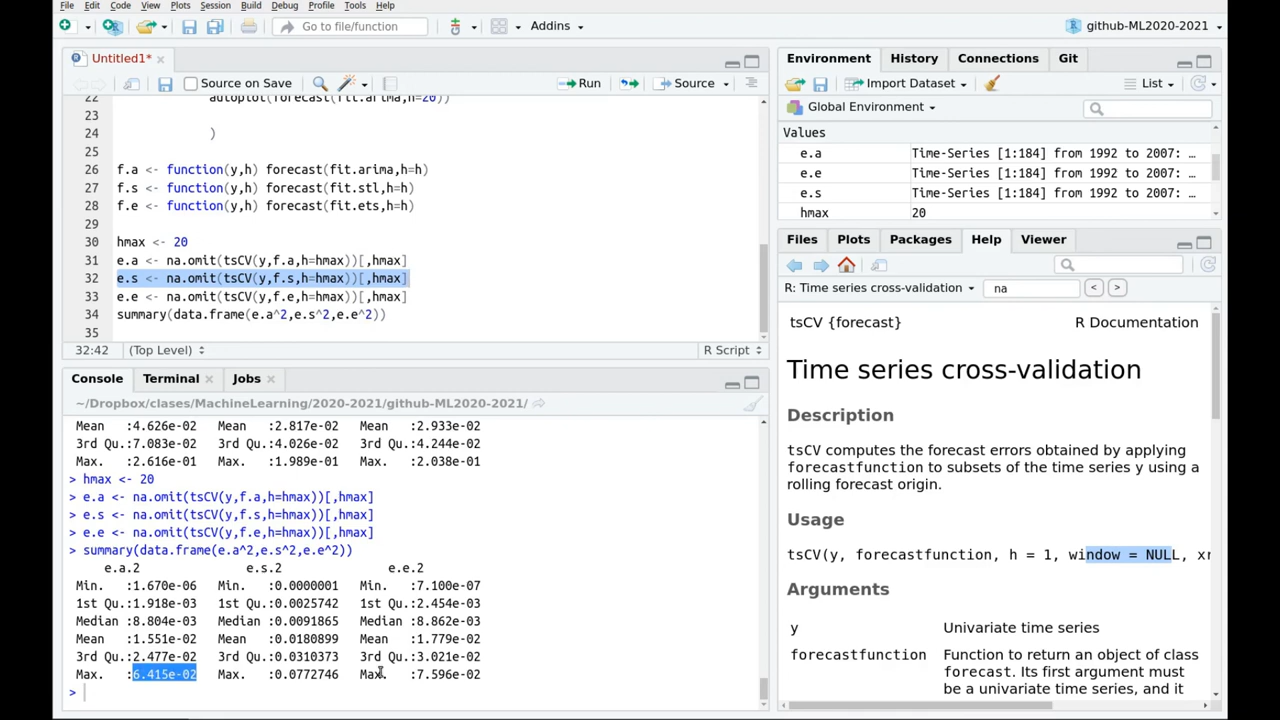 File Edit Code View Plots Session Build Debug Profile Tools Help
Go to file/function
Addins
github-ML2020-2021
Untitled1*
Source on Save
Run
Source
22 autoplot(forecast(fit.arima,h=20))
23
24 )
25
26 f.a <- function(y,h) forecast(fit.arima,h=h)
27 f.s <- function(y,h) forecast(fit.stl,h=h)
28 f.e <- function(y,h) forecast(fit.ets,h=h)
29
30 hmax <- 20
31 e.a <- na.omit(tsCV(y,f.a,h=hmax))[,hmax]
32 e.s <- na.omit(tsCV(y,f.s,h=hmax))[,hmax]
33 e.e <- na.omit(tsCV(y,f.e,h=hmax))[,hmax]
34 summary(data.frame(e.a^2,e.s^2,e.e^2))
35
32:42 (Top Level) R Script
Console Terminal Jobs
~/Dropbox/clases/MachineLearning/2020-2021/github-ML2020-2021/
Mean :4.626e-02 Mean :2.817e-02 Mean :2.933e-02
3rd Qu.:7.083e-02 3rd Qu.:4.026e-02 3rd Qu.:4.244e-02
Max. :2.616e-01 Max. :1.989e-01 Max. :2.038e-01
> hmax <- 20
> e.a <- na.omit(tsCV(y,f.a,h=hmax))[,hmax]
> e.s <- na.omit(tsCV(y,f.s,h=hmax))[,hmax]
> e.e <- na.omit(tsCV(y,f.e,h=hmax))[,hmax]
> summary(data.frame(e.a^2,e.s^2,e.e^2))
e.a.2 e.s.2 e.e.2
Min. :1.670e-06 Min. :0.0000001 Min. :7.100e-07
1st Qu.:1.918e-03 1st Qu.:0.0025742 1st Qu.:2.454e-03
Median :8.804e-03 Median :0.0091865 Median :8.862e-03
Mean :1.551e-02 Mean :0.0180899 Mean :1.779e-02
3rd Qu.:2.477e-02 3rd Qu.:0.0310373 3rd Qu.:3.021e-02
Max. :6.415e-02 Max. :0.0772746 Max. :7.596e-02
>
Environment History Connections Git
Import Dataset
List
Global Environment
Values
e.a Time-Series [1:184] from 1992 to 2007: …
e.e Time-Series [1:184] from 1992 to 2007: …
e.s Time-Series [1:184] from 1992 to 2007: …
hmax 20
Files Plots Packages Help Viewer
R: Time series cross-validation
na
tsCV {forecast} R Documentation
Time series cross-validation
Description
tsCV computes the forecast errors obtained by applying
forecastfunction to subsets of the time series y using a
rolling forecast origin.
Usage
tsCV(y, forecastfunction, h = 1, window = NULL, xr
Arguments
y Univariate time series
forecastfunction Function to return an object of class
forecast. Its first argument must
be a univariate time series, and it